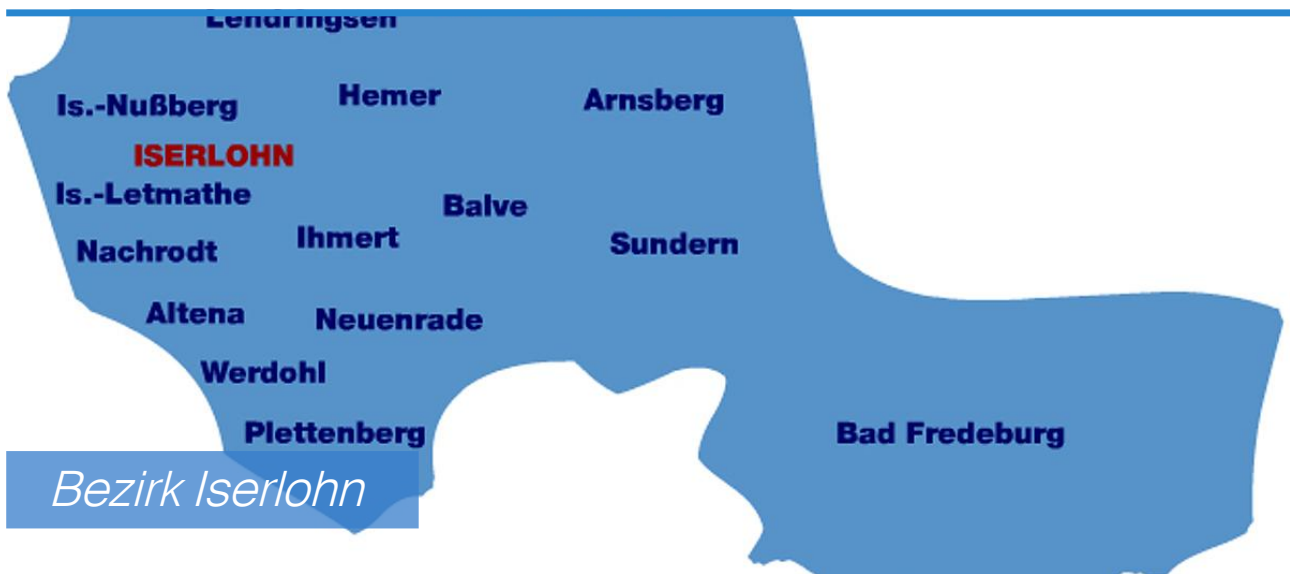 Lendringsen
Hemer
Arnsberg
Is.-Nußberg
ISERLOHN
Is.-Letmathe
Balve
Ihmert
Sundern
Nachrodt
Altena
Neuenrade
Werdohl
Plettenberg
Bad Fredeburg
Bezirk Iserlohn